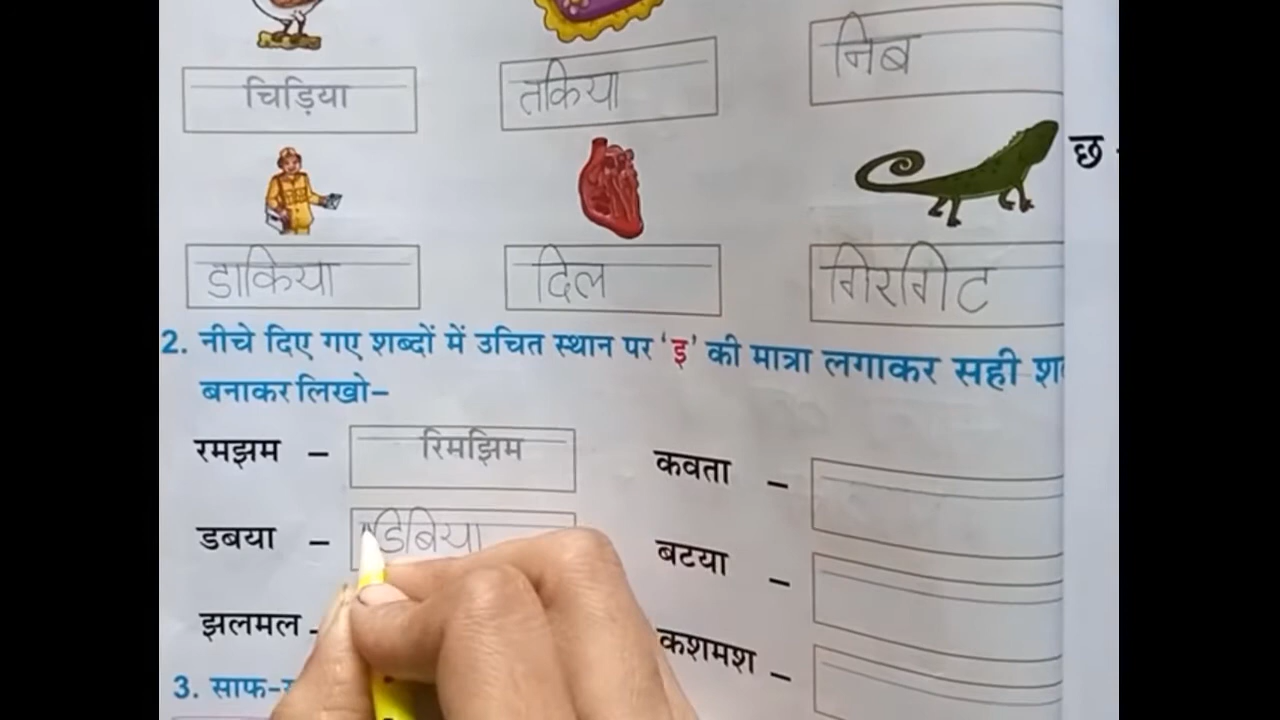 चिड़िया तकिया निब
छ
डाकिया दिल गिरगिट
2. नीचे दिए गए शब्दों में उचित स्थान पर ‘इ’ की मात्रा लगाकर सही
बनाकर लिखो–
रमझम – रिमझिम कवता –
डबया – डिबिया बटया –
झलमल - कशमश –
3. साफ-